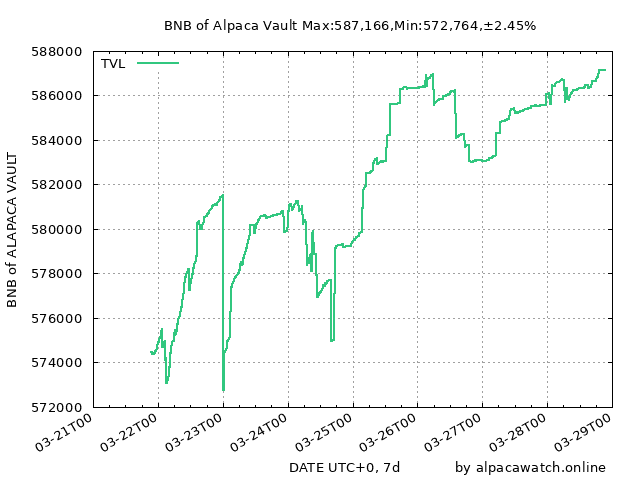 BNB of Alpaca Vault Max:587,166,Min:572,764,±2.45%
BNB of ALAPACA VAULT
TVL
588000
586000
584000
582000
580000
578000
576000
574000
572000
03-21T00
03-22T00
03-23T00
03-24T00
03-25T00
03-26T00
03-27T00
03-28T00
03-29T00
DATE UTC+0, 7d
by alpacawatch.online